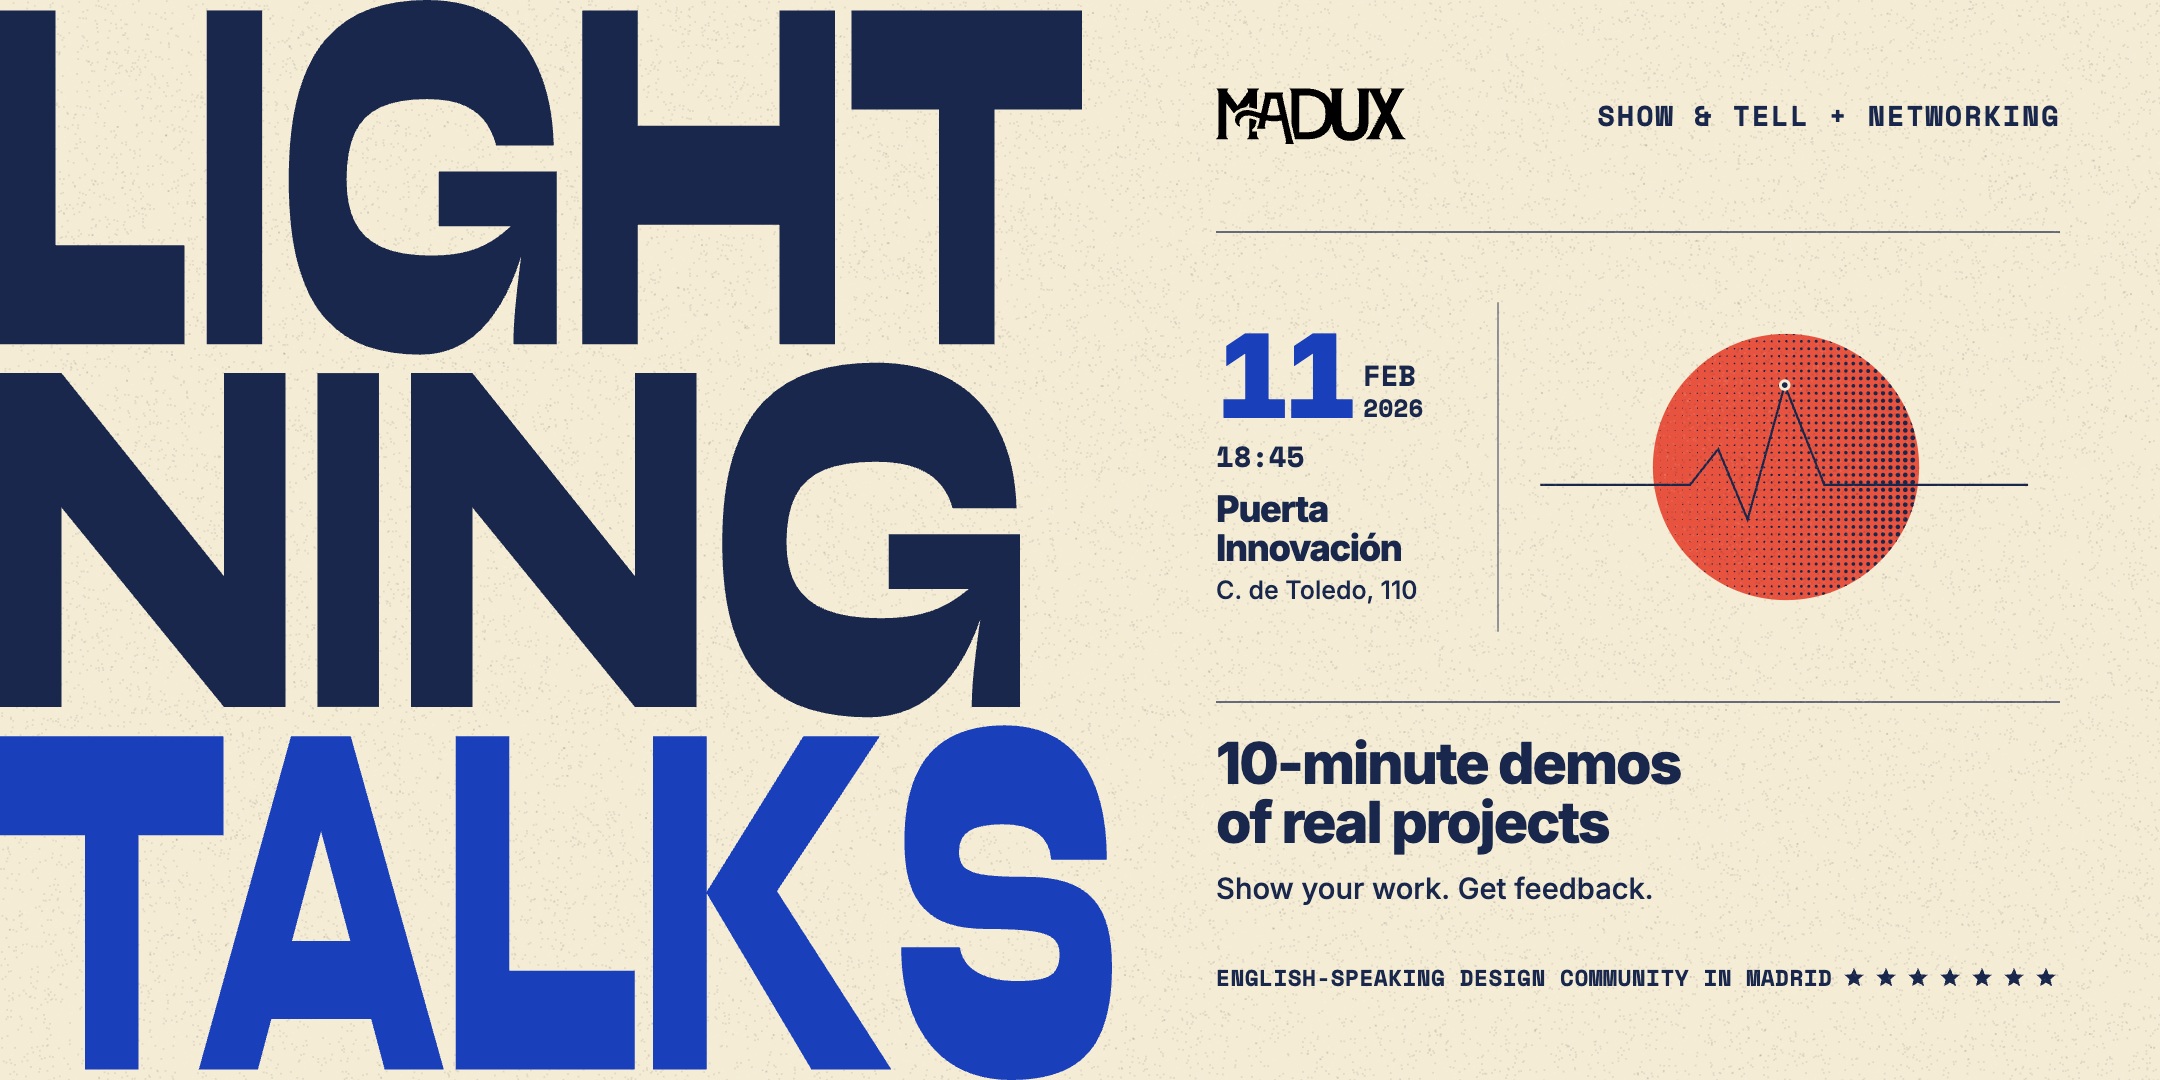 LIGHT
NING
TALKS
MADUX
SHOW & TELL + NETWORKING
11 FEB
2026
18:45
Puerta
Innovación
C. de Toledo, 110
10-minute demos
of real projects
Show your work. Get feedback.
ENGLISH-SPEAKING DESIGN COMMUNITY IN MADRID ★ ★ ★ ★ ★ ★ ★